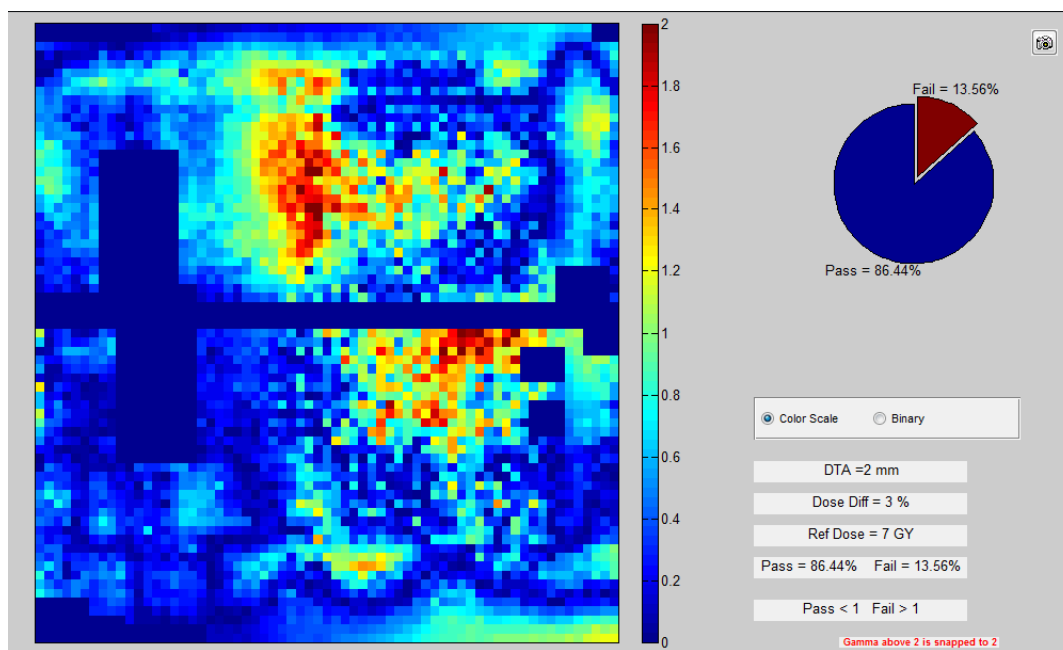 2
1.8
1.6
1.4
1.2
1
0.8
0.6
0.4
0.2
0
Fail = 13.56%
Pass = 86.44%
Color Scale Binary
DTA =2 mm
Dose Diff = 3 %
Ref Dose = 7 GY
Pass = 86.44% Fail = 13.56%
Pass < 1 Fail > 1
Gamma above 2 is snapped to 2